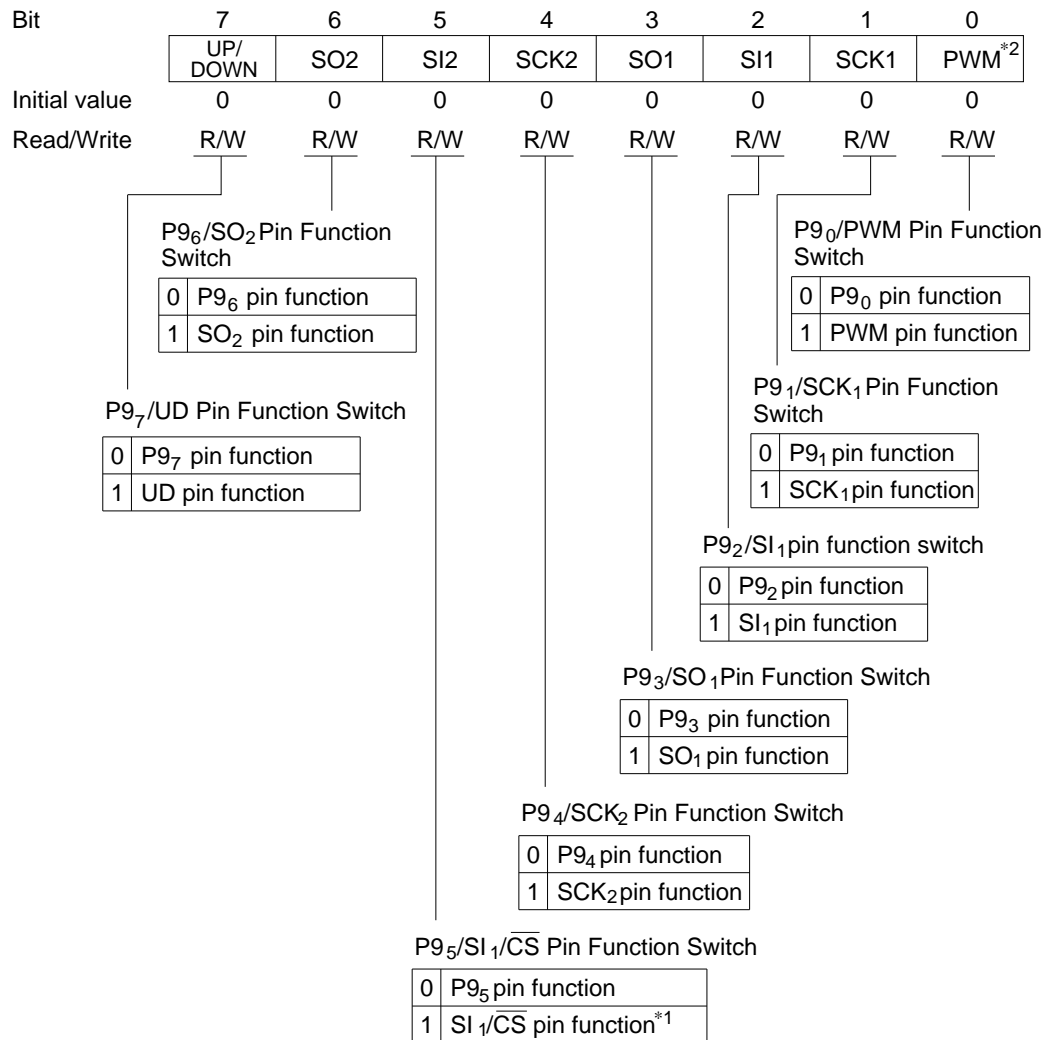 Bit 7 6 5 4 3 2 1 0
UP/DOWN SO2 SI2 SCK2 SO1 SI1 SCK1 PWM*2
Initial value 0 0 0 0 0 0 0 0
Read/Write R/W R/W R/W R/W R/W R/W R/W R/W
P96/SO2 Pin Function
Switch
0 P96 pin function
1 SO2 pin function
P90/PWM Pin Function
Switch
0 P90 pin function
1 PWM pin function
P97/UD Pin Function Switch
0 P97 pin function
1 UD pin function
P91/SCK1 Pin Function
Switch
0 P91 pin function
1 SCK1 pin function
P92/SI1 pin function switch
0 P92 pin function
1 SI1 pin function
P93/SO1 Pin Function Switch
0 P93 pin function
1 SO1 pin function
P94/SCK2 Pin Function Switch
0 P94 pin function
1 SCK2 pin function
P95/SI1/C̅S̅ Pin Function Switch
0 P95 pin function
1 SI1/C̅S̅ pin function*1